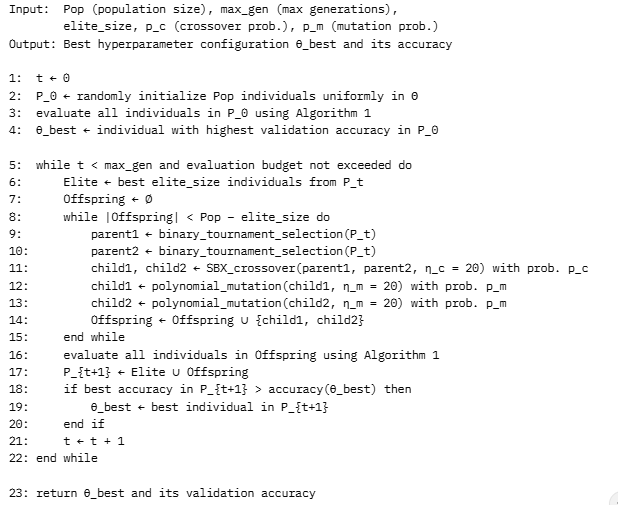 Input:  Pop (population size), max_gen (max generations),
        elite_size, p_c (crossover prob.), p_m (mutation prob.)
Output: Best hyperparameter configuration θ_best and its accuracy

1:  t ← 0
2:  P_0 ← randomly initialize Pop individuals uniformly in Θ
3:  evaluate all individuals in P_0 using Algorithm 1
4:  θ_best ← individual with highest validation accuracy in P_0

5:  while t < max_gen and evaluation budget not exceeded do
6:      Elite ← best elite_size individuals from P_t
7:      Offspring ← Ø
8:      while |Offspring| < Pop − elite_size do
9:          parent1 ← binary_tournament_selection(P_t)
10:         parent2 ← binary_tournament_selection(P_t)
11:         child1, child2 ← SBX_crossover(parent1, parent2, η_c = 20) with prob. p_c
12:         child1 ← polynomial_mutation(child1, η_m = 20) with prob. p_m
13:         child2 ← polynomial_mutation(child2, η_m = 20) with prob. p_m
14:         Offspring ← Offspring ∪ {child1, child2}
15:     end while
16:     evaluate all individuals in Offspring using Algorithm 1
17:     P_{t+1} ← Elite ∪ Offspring
18:     if best accuracy in P_{t+1} > accuracy(θ_best) then
19:         θ_best ← best individual in P_{t+1}
20:     end if
21:     t ← t + 1
22: end while

23: return θ_best and its validation accuracy